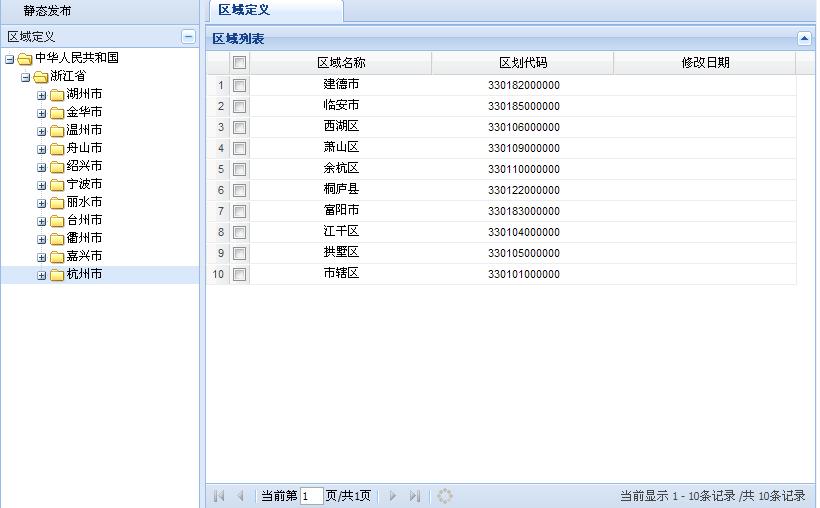 静态发布
区域定义
中华人民共和国
浙江省
湖州市
金华市
温州市
舟山市
绍兴市
宁波市
丽水市
台州市
衢州市
嘉兴市
杭州市
区域定义
区域列表
区域名称 区划代码 修改日期
1 建德市 330182000000
2 临安市 330185000000
3 西湖区 330106000000
4 萧山区 330109000000
5 余杭区 330110000000
6 桐庐县 330122000000
7 富阳市 330183000000
8 江干区 330104000000
9 拱墅区 330105000000
10 市辖区 330101000000
当前第 1 页/共1页 当前显示 1 - 10条记录 /共 10条记录